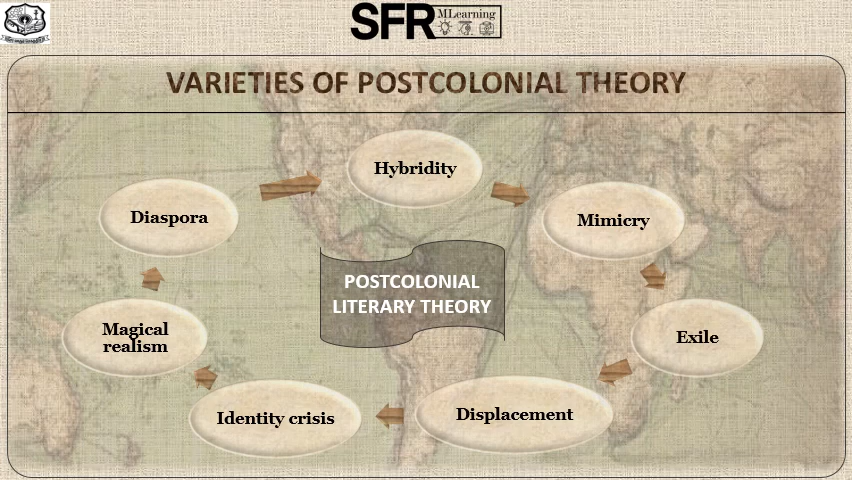 SFR
MLearning
VARIETIES OF POSTCOLONIAL THEORY
Hybridity
Diaspora
Mimicry
POSTCOLONIAL
LITERARY THEORY
Magical
realism
Exile
Identity crisis
Displacement